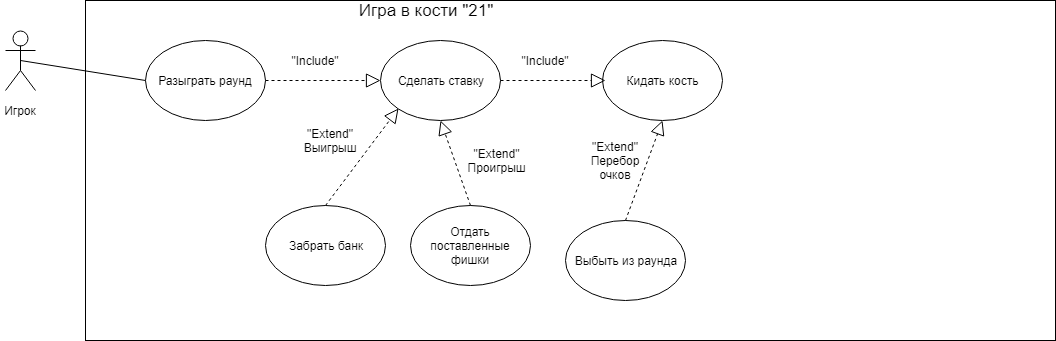 Игра в кости "21"
Игрок
Разыграть раунд
"Include"
Сделать ставку
"Include"
Кидать кость
"Extend"
Выигрыш
"Extend"
Проигрыш
"Extend"
Перебор
очков
Забрать банк
Отдать
поставленные
фишки
Выбыть из раунда